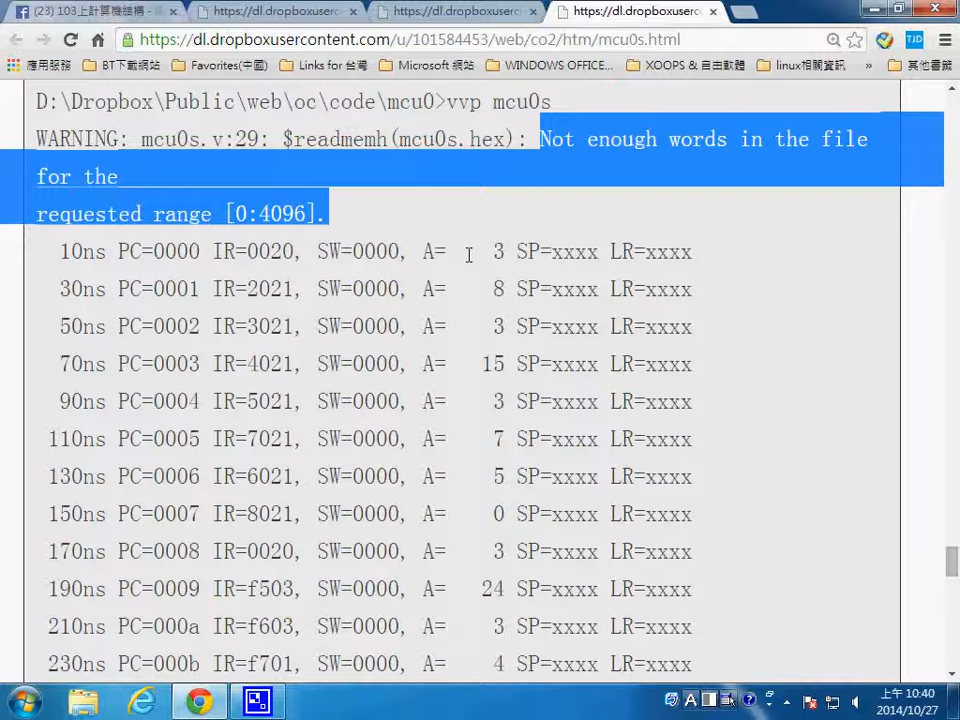 (23) 103上計算機結構 -
https://dl.dropboxuserc
https://dl.dropboxuserc
https://dl.dropboxuserc
https://dl.dropboxusercontent.com/u/101584453/web/co2/htm/mcu0s.html
應用服務 BT下載網站 Favorites(中國) Links for 台灣 Microsoft 網站 WINDOWS OFFICE... XOOPS & 自由軟體 linux相關資訊 » 其他書籤
D:\Dropbox\Public\web\oc\code\mcu0>vvp mcu0s
WARNING: mcu0s.v:29: $readmemh(mcu0s.hex): Not enough words in the file
for the
requested range [0:4096].
10ns PC=0000 IR=0020, SW=0000, A= 3 SP=xxxx LR=xxxx
30ns PC=0001 IR=2021, SW=0000, A= 8 SP=xxxx LR=xxxx
50ns PC=0002 IR=3021, SW=0000, A= 3 SP=xxxx LR=xxxx
70ns PC=0003 IR=4021, SW=0000, A= 15 SP=xxxx LR=xxxx
90ns PC=0004 IR=5021, SW=0000, A= 3 SP=xxxx LR=xxxx
110ns PC=0005 IR=7021, SW=0000, A= 7 SP=xxxx LR=xxxx
130ns PC=0006 IR=6021, SW=0000, A= 5 SP=xxxx LR=xxxx
150ns PC=0007 IR=8021, SW=0000, A= 0 SP=xxxx LR=xxxx
170ns PC=0008 IR=0020, SW=0000, A= 3 SP=xxxx LR=xxxx
190ns PC=0009 IR=f503, SW=0000, A= 24 SP=xxxx LR=xxxx
210ns PC=000a IR=f603, SW=0000, A= 3 SP=xxxx LR=xxxx
230ns PC=000b IR=f701, SW=0000, A= 4 SP=xxxx LR=xxxx
上午 10:40
2014/10/27